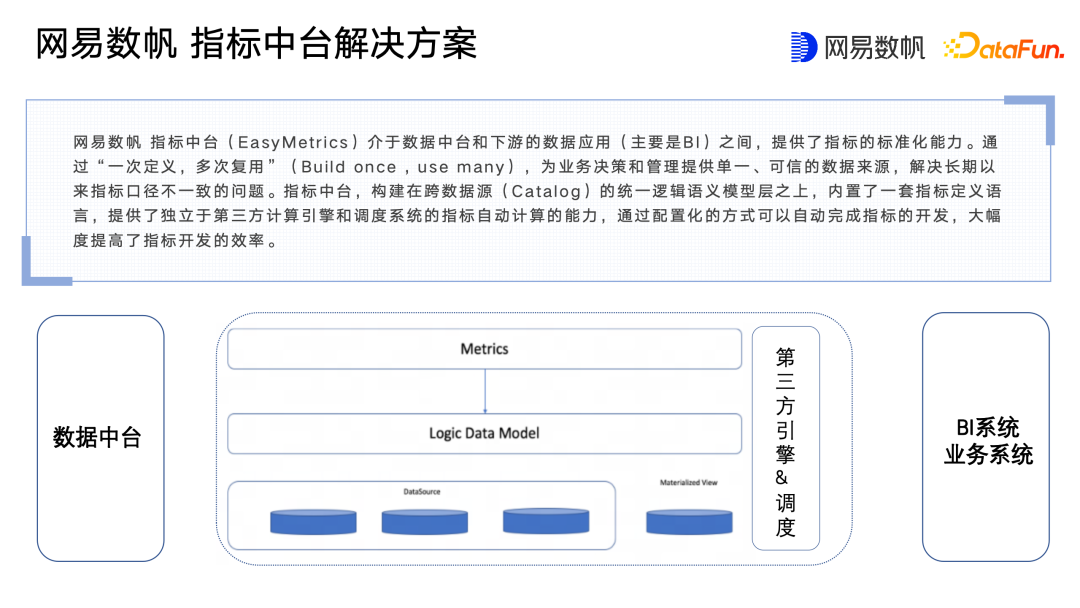 网易数帆 指标中台解决方案
网易数帆
DataFun.
网易数帆 指标中台（EasyMetrics）介于数据中台和下游的数据应用（主要是BI）之间，提供了指标的标准化能力。通
过“一次定义，多次复用”（Build once，use many），为业务决策和管理提供单一、可信的数据来源，解决长期以
来指标口径不一致的问题。指标中台，构建在跨数据源（Catalog）的统一逻辑语义模型层之上，内置了一套指标定义语
言，提供了独立于第三方计算引擎和调度系统的指标自动计算的能力，通过配置化的方式可以自动完成指标的开发，大幅
度提高了指标开发的效率。
数据中台
Metrics
Logic Data Model
DataSource
Materialized View
第
三
方
引
擎
&
调
度
BI系统
业务系统